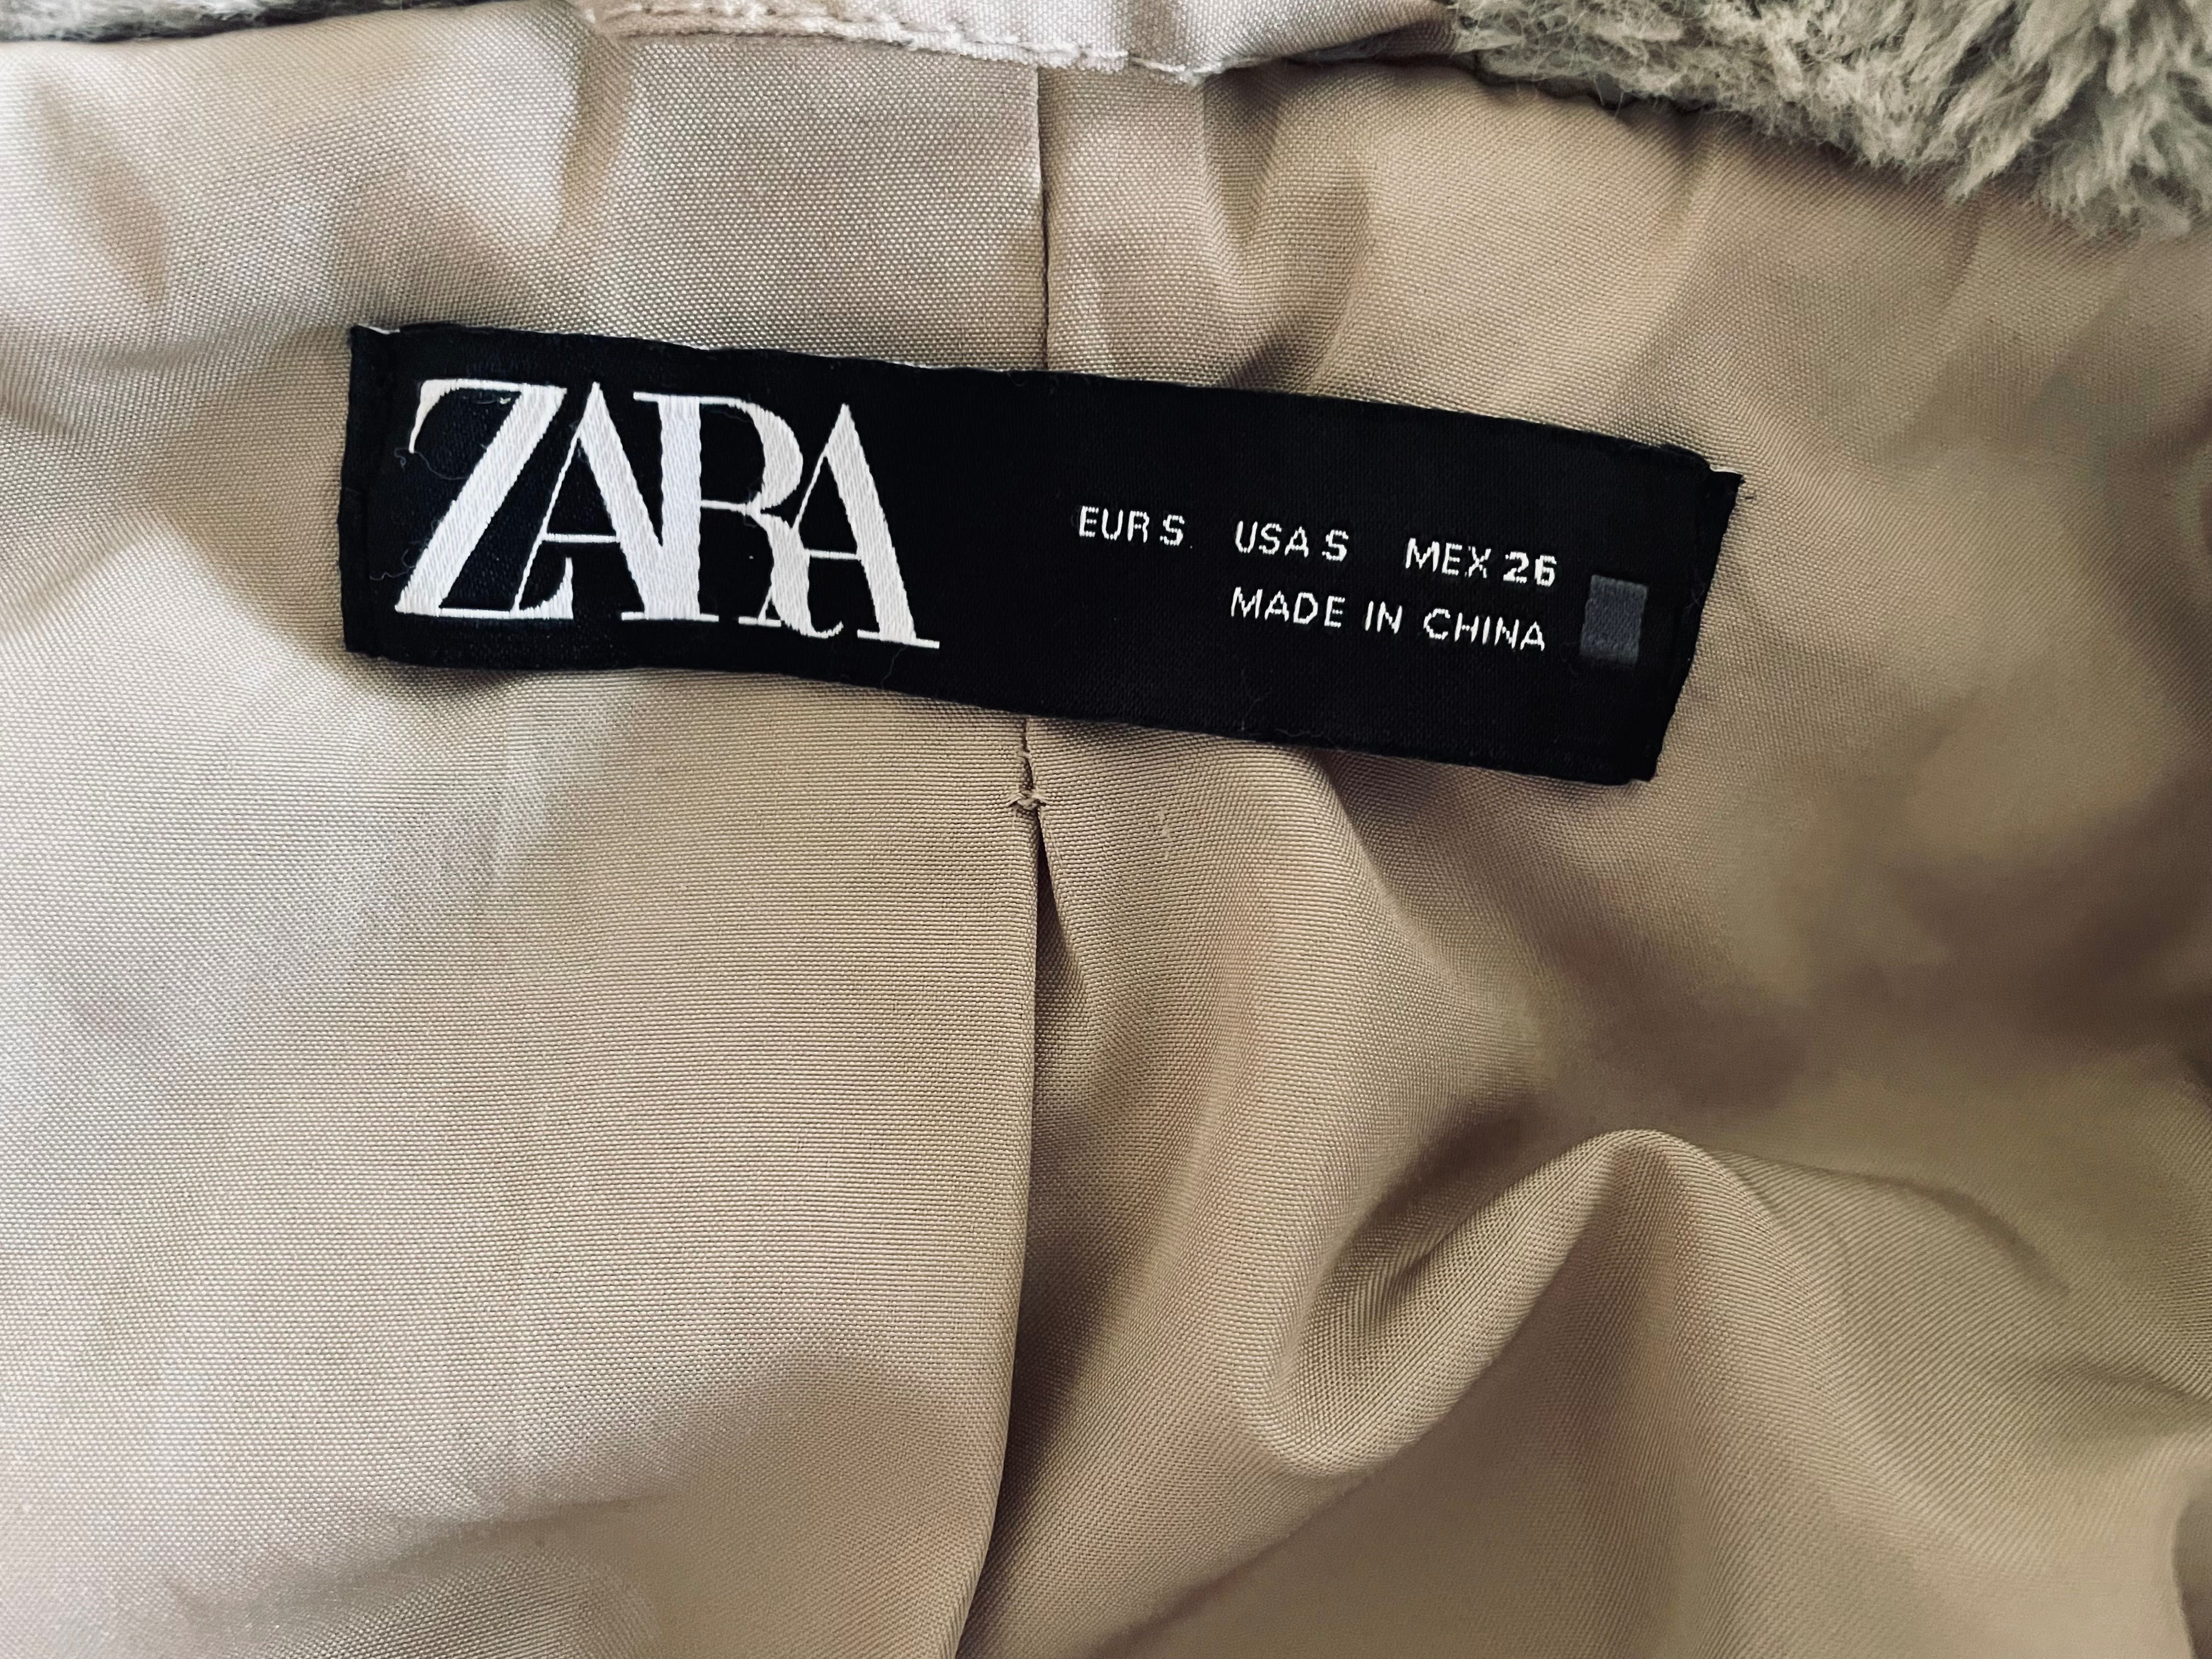 ZARA
EUR S USA S MEX 26
MADE IN CHINA